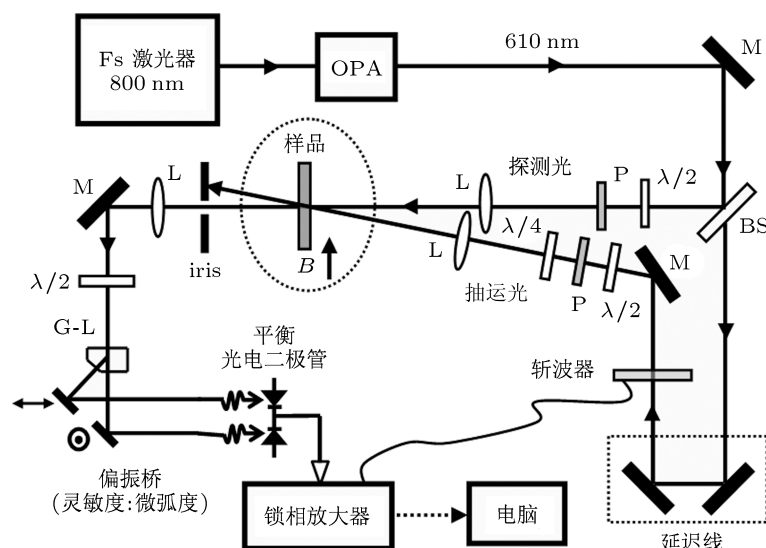 Fs 激光器
800 nm
OPA
610 nm
M
样品
探测光
P
λ/2
L
M
L
BS
λ/4
L
iris
B
抽运光
P
λ/2
M
λ/2
G-L
平衡
光电二极管
斩波器
偏振桥
(灵敏度:微弧度)
锁相放大器
电脑
延迟线